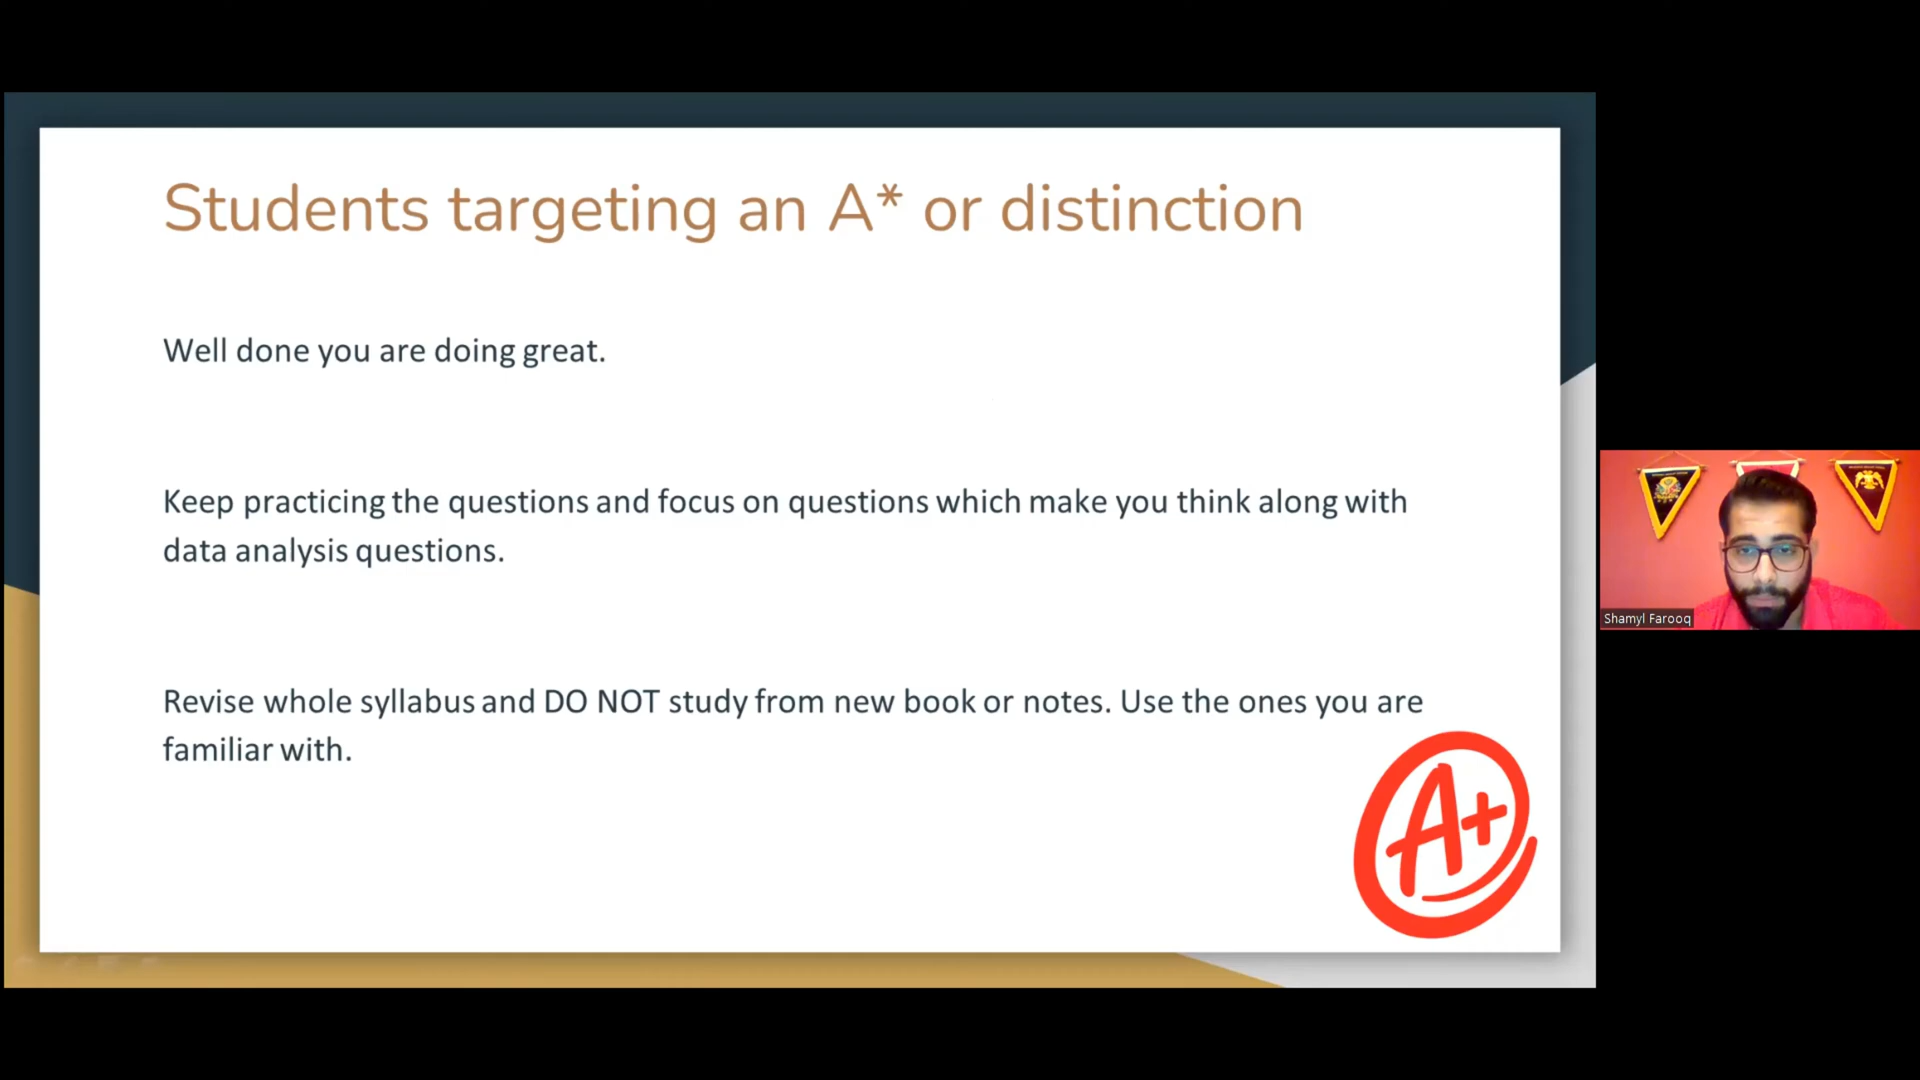 Students targeting an A* or distinction
Well done you are doing great.
Keep practicing the questions and focus on questions which make you think along with
data analysis questions.
Revise whole syllabus and DO NOT study from new book or notes. Use the ones you are
familiar with.
A+
Shamyl Farooq